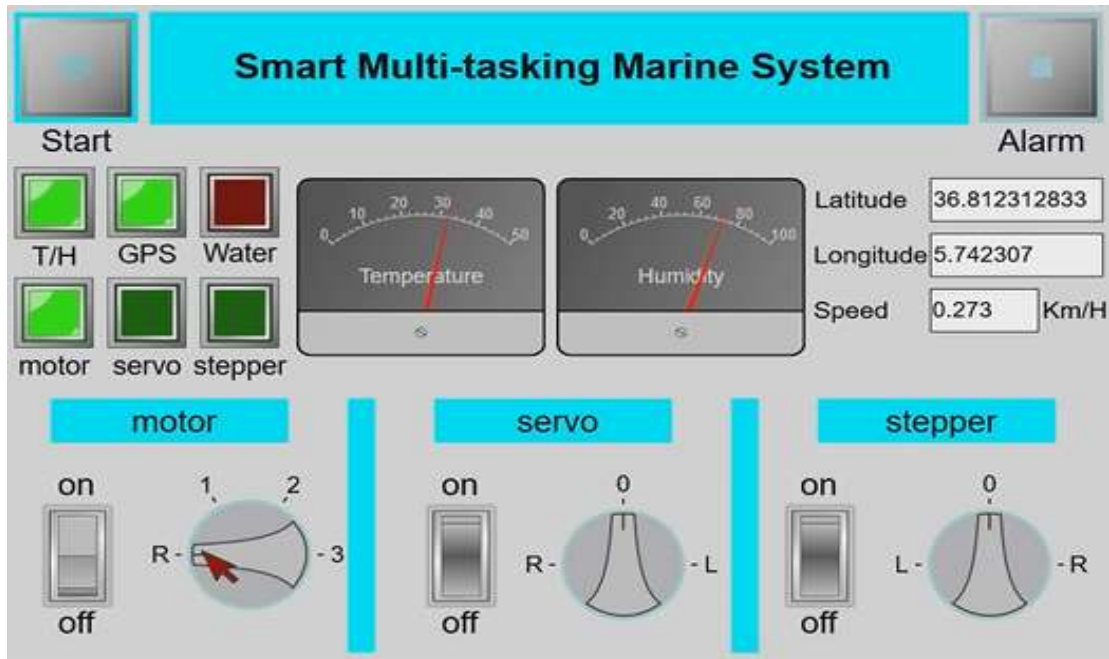 Smart Multi-tasking Marine System
Start
Alarm
T/H GPS Water
motor servo stepper
0 10 20 30 40 50
Temperature
0 20 40 60 80 100
Humidity
Latitude 36.812312833
Longitude 5.742307
Speed 0.273 Km/H
motor
on
off
R 1 2 3
servo
on
off
R 0 L
stepper
on
off
L 0 R